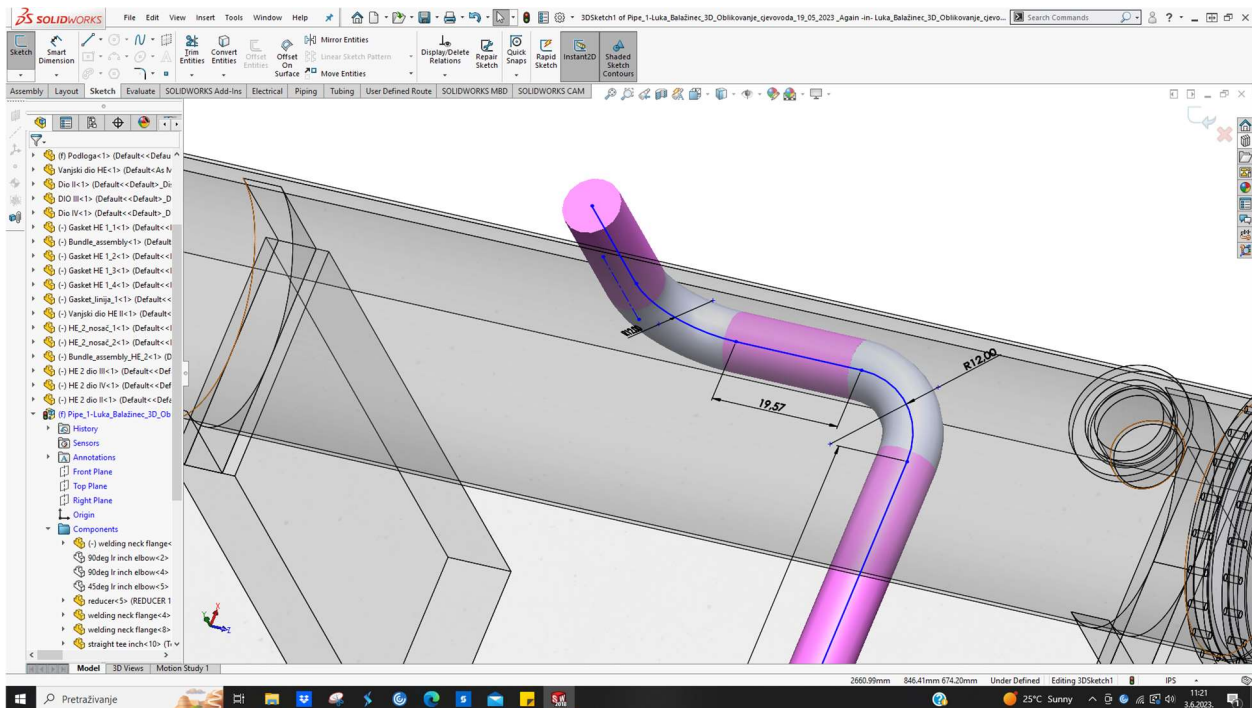 SOLIDWORKS File Edit View Insert Tools Window Help 3DSketch1 of Pipe_1-Luka_Balažinec_3D_Oblikovanje_cjevovoda_19_05_2023 _Again -in- Luka_Balažinec_3D_Oblikovanje_cjevo... Search Commands
Sketch Smart Dimension Trim Entities Convert Entities Offset Entities Offset On Surface Mirror Entities Linear Sketch Pattern Move Entities Display/Delete Relations Repair Sketch Quick Snaps Rapid Sketch Instant2D Shaded Sketch Contours
Assembly Layout Sketch Evaluate SOLIDWORKS Add-Ins Electrical Piping Tubing User Defined Route SOLIDWORKS MBD SOLIDWORKS CAM
(f) Podloga<1> (Default<<Defau
Vanjski dio HE<1> (Default<As M
Dio II<1> (Default<<Default>_Di
DIO III<1> (Default<<Default>_D
Dio IV<1> (Default<<Default>_D
(-) Gasket HE 1_1<1> (Default<<
(-) Bundle_assembly<1> (Default
(-) Gasket HE 1_2<1> (Default<<
(-) Gasket HE 1_3<1> (Default<<
(-) Gasket HE 1_4<1> (Default<<
(-) Gasket_linija_1<1> (Default<<
(-) Vanjski dio HE II<1> (Default<
(-) HE_2_nosač_1<1> (Default<<
(-) HE_2_nosač_2<1> (Default<<
(-) Bundle_assembly_HE_2<1> (D
(-) HE 2 dio III<1> (Default<<Def
(-) HE 2 dio IV<1> (Default<<Def
(-) HE 2 dio II<1> (Default<<Def
(f) Pipe_1-Luka_Balažinec_3D_Ob
History
Sensors
Annotations
Front Plane
Top Plane
Right Plane
Origin
Components
(-) welding neck flange<
90deg lr inch elbow<2>
90deg lr inch elbow<4>
45deg lr inch elbow<5>
reducer<5> (REDUCER 1
welding neck flange<4>
welding neck flange<8>
straight tee inch<10> (T
R12,00
19,57
Y
Z
Model 3D Views Motion Study 1
2660.99mm 846.41mm 674.20mm Under Defined Editing 3DSketch1 IPS
Pretraživanje 25°C Sunny 11:21
3.6.2023.